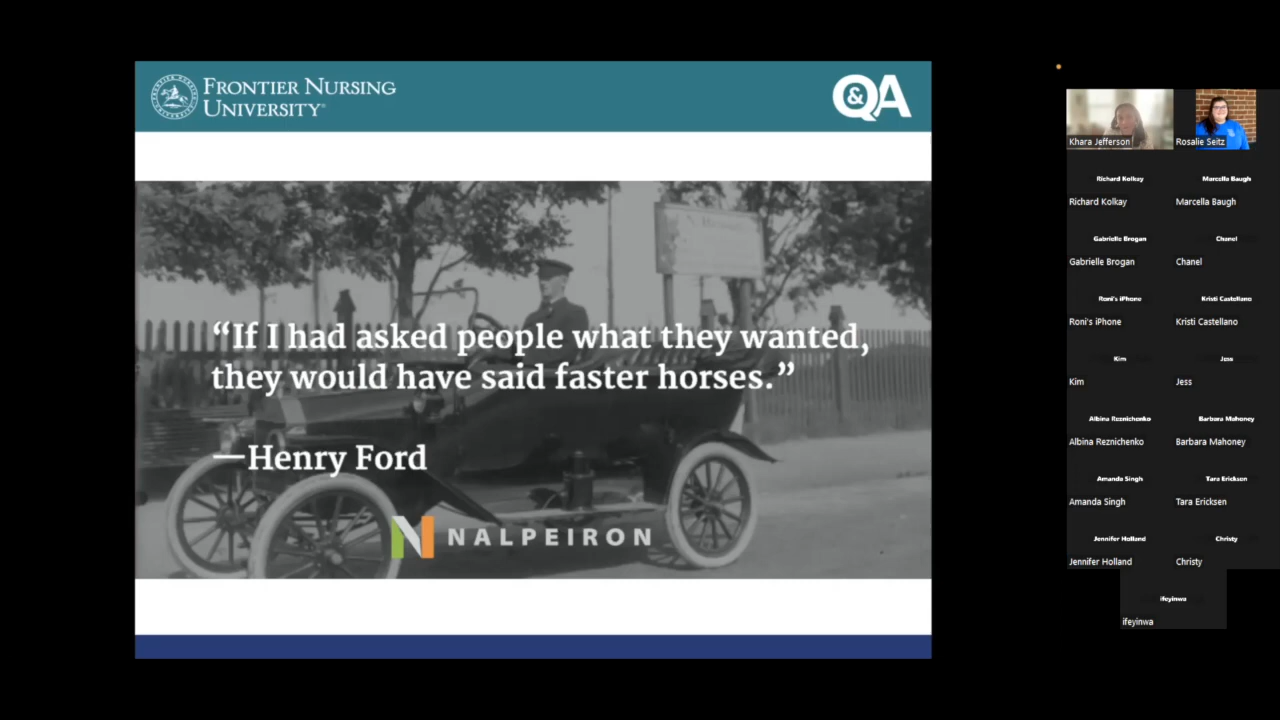 FRONTIER NURSING
UNIVERSITY
Q&A
“If I had asked people what they wanted,
they would have said faster horses.”
—Henry Ford
NALPEIRON
Khara Jefferson
Rosalie Seitz
Richard Kolkay
Marcella Baugh
Richard Kolkay
Marcella Baugh
Gabrielle Brogan
Chanel
Gabrielle Brogan
Chanel
Roni's iPhone
Kristi Castellano
Roni's iPhone
Kristi Castellano
Kim
Jess
Kim
Jess
Albina Reznichenko
Barbara Mahoney
Albina Reznichenko
Barbara Mahoney
Amanda Singh
Tara Ericksen
Amanda Singh
Tara Ericksen
Jennifer Holland
Christy
Jennifer Holland
Christy
ifeyinwa
ifeyinwa